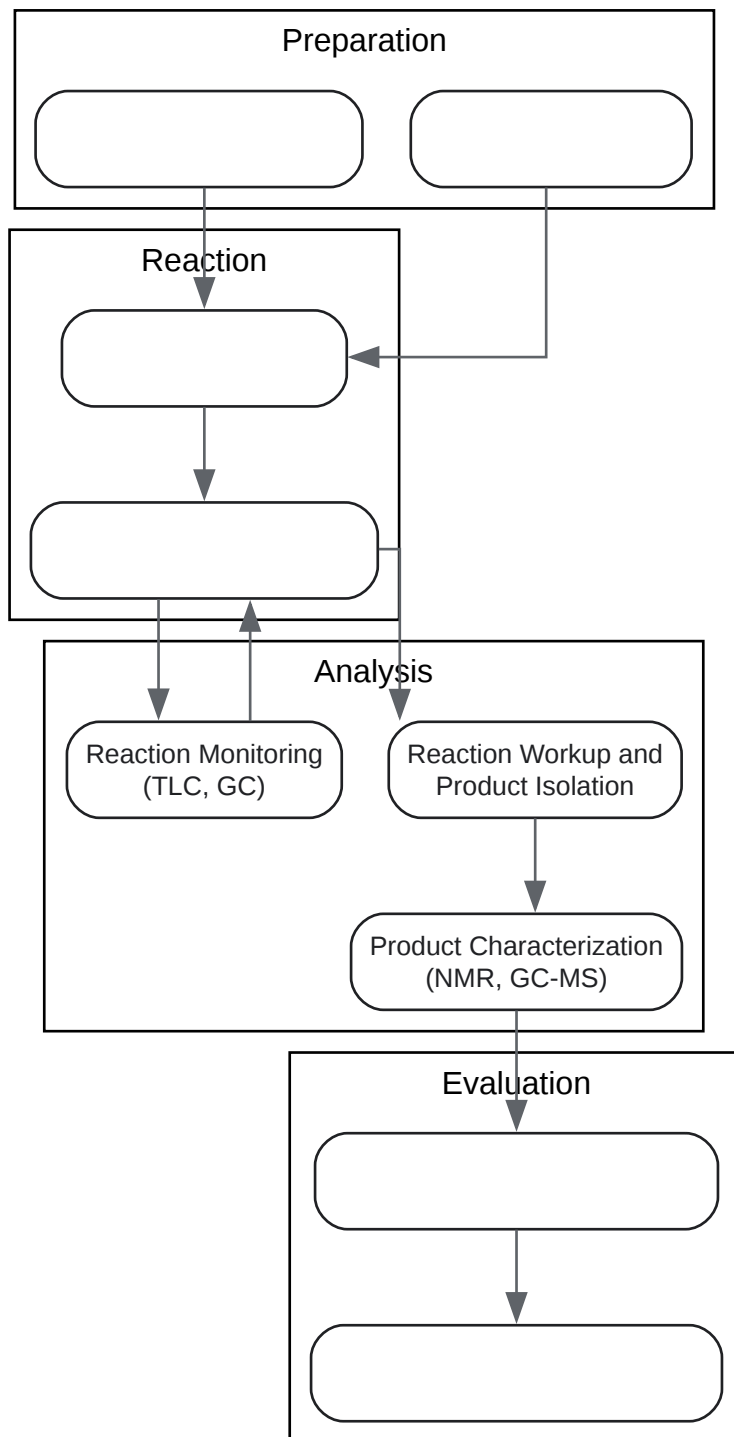 Preparation
Reaction
Analysis
Reaction Monitoring
(TLC, GC)
Reaction Workup and
Product Isolation
Product Characterization
(NMR, GC-MS)
Evaluation